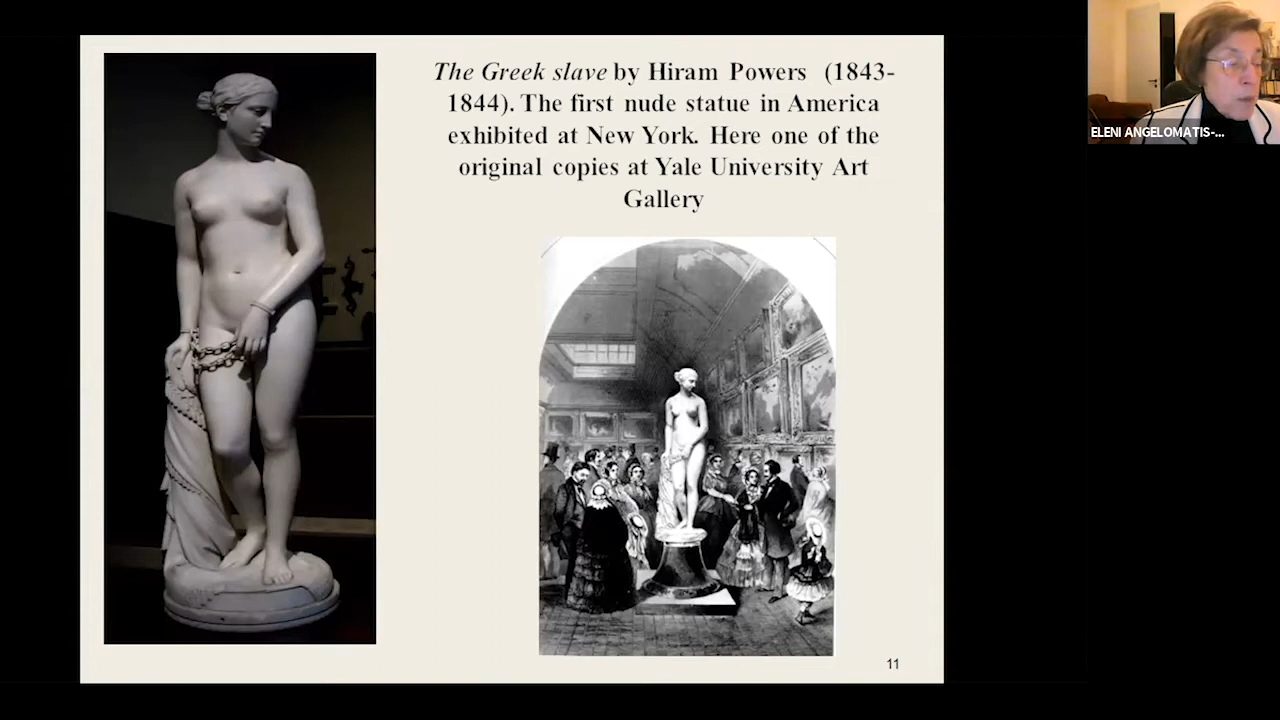 The Greek slave by Hiram Powers (1843-
1844). The first nude statue in America
exhibited at New York. Here one of the
original copies at Yale University Art
Gallery
11
ELENI ANGELOMATIS-...